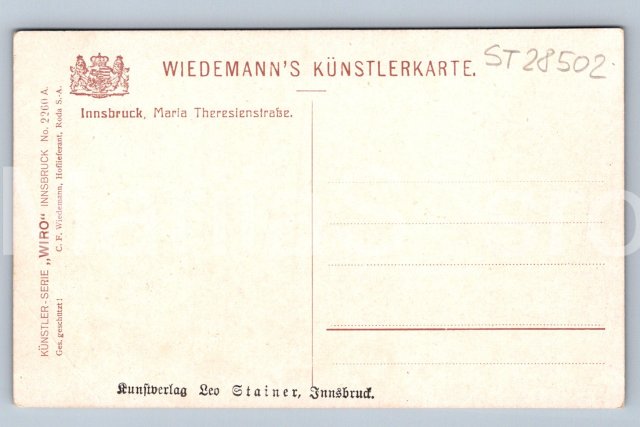 WIEDEMANN'S KÜNSTLERKARTE.
ST28502
Innsbruck, Maria Theresienstraße.
KÜNSTLER-SERIE „WIRO“ INNSBRUCK No. 2260 A.
Ges. geschützt! C. F. Wiedemann, Hoflieferant, Roda S.-A.
Kunstverlag Leo Stainer, Innsbruck.